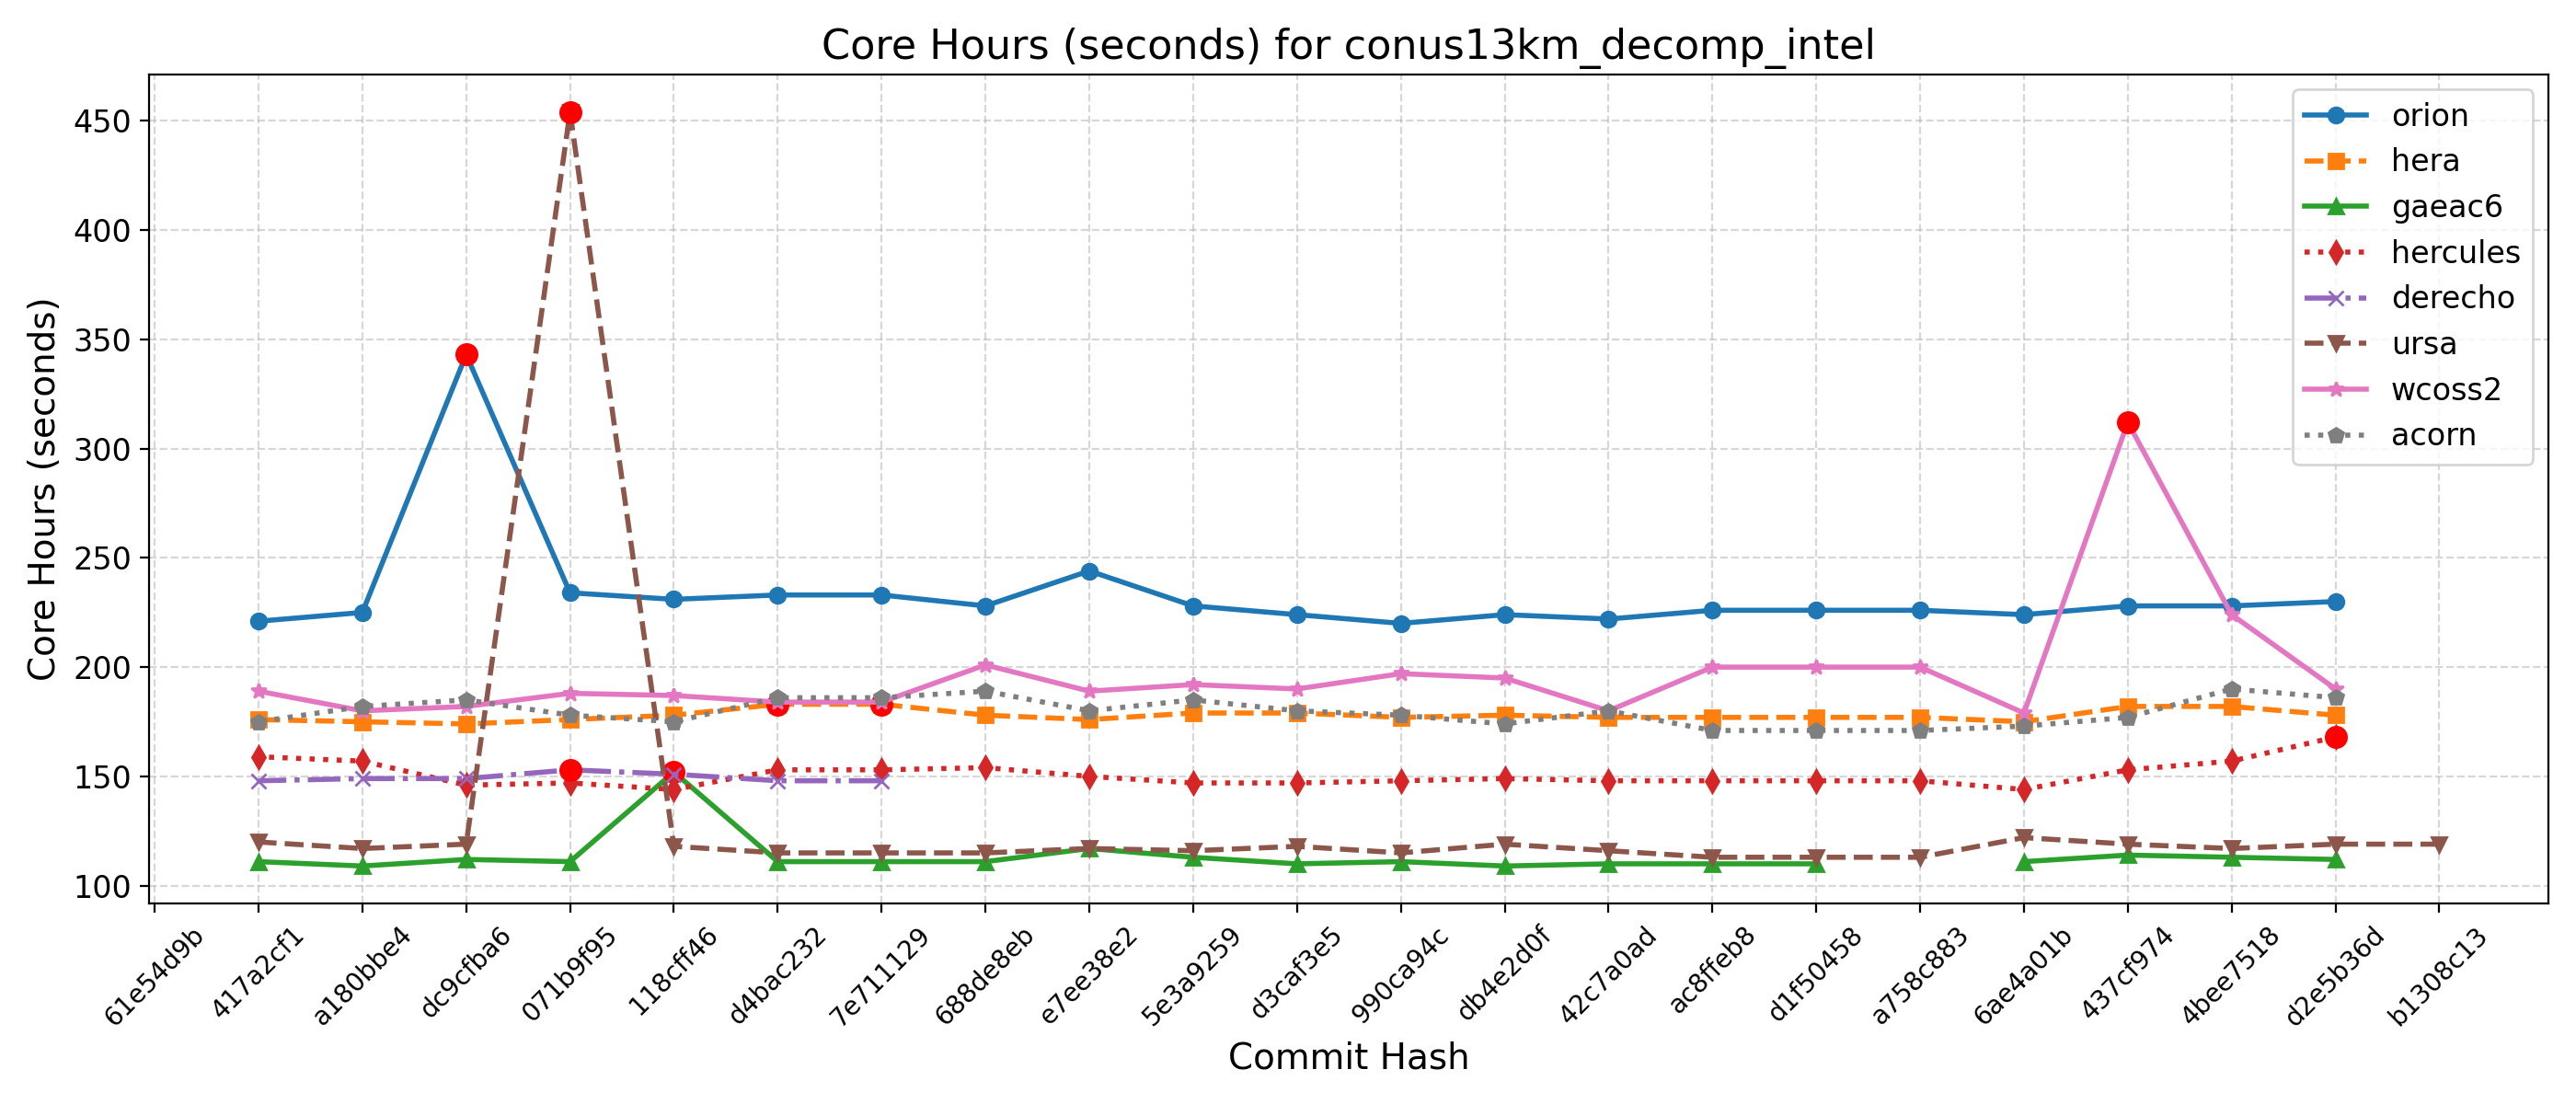 Core Hours (seconds) for conus13km_decomp_intel
Core Hours (seconds)
450
400
350
300
250
200
150
100
orion
hera
gaeac6
hercules
derecho
ursa
wcoss2
acorn
61e54d9b
417a2cf1
a180bbe4
dc9cfba6
071b9f95
118cff46
d4bac232
7e711129
688de8eb
e7ee38e2
5e3a9259
d3caf3e5
990ca94c
db4e2d0f
42c7a0ad
ac8ffeb8
d1f50458
a758c883
6ae4a01b
437cf974
4bee7518
d2e5b36d
b1308c13
Commit Hash